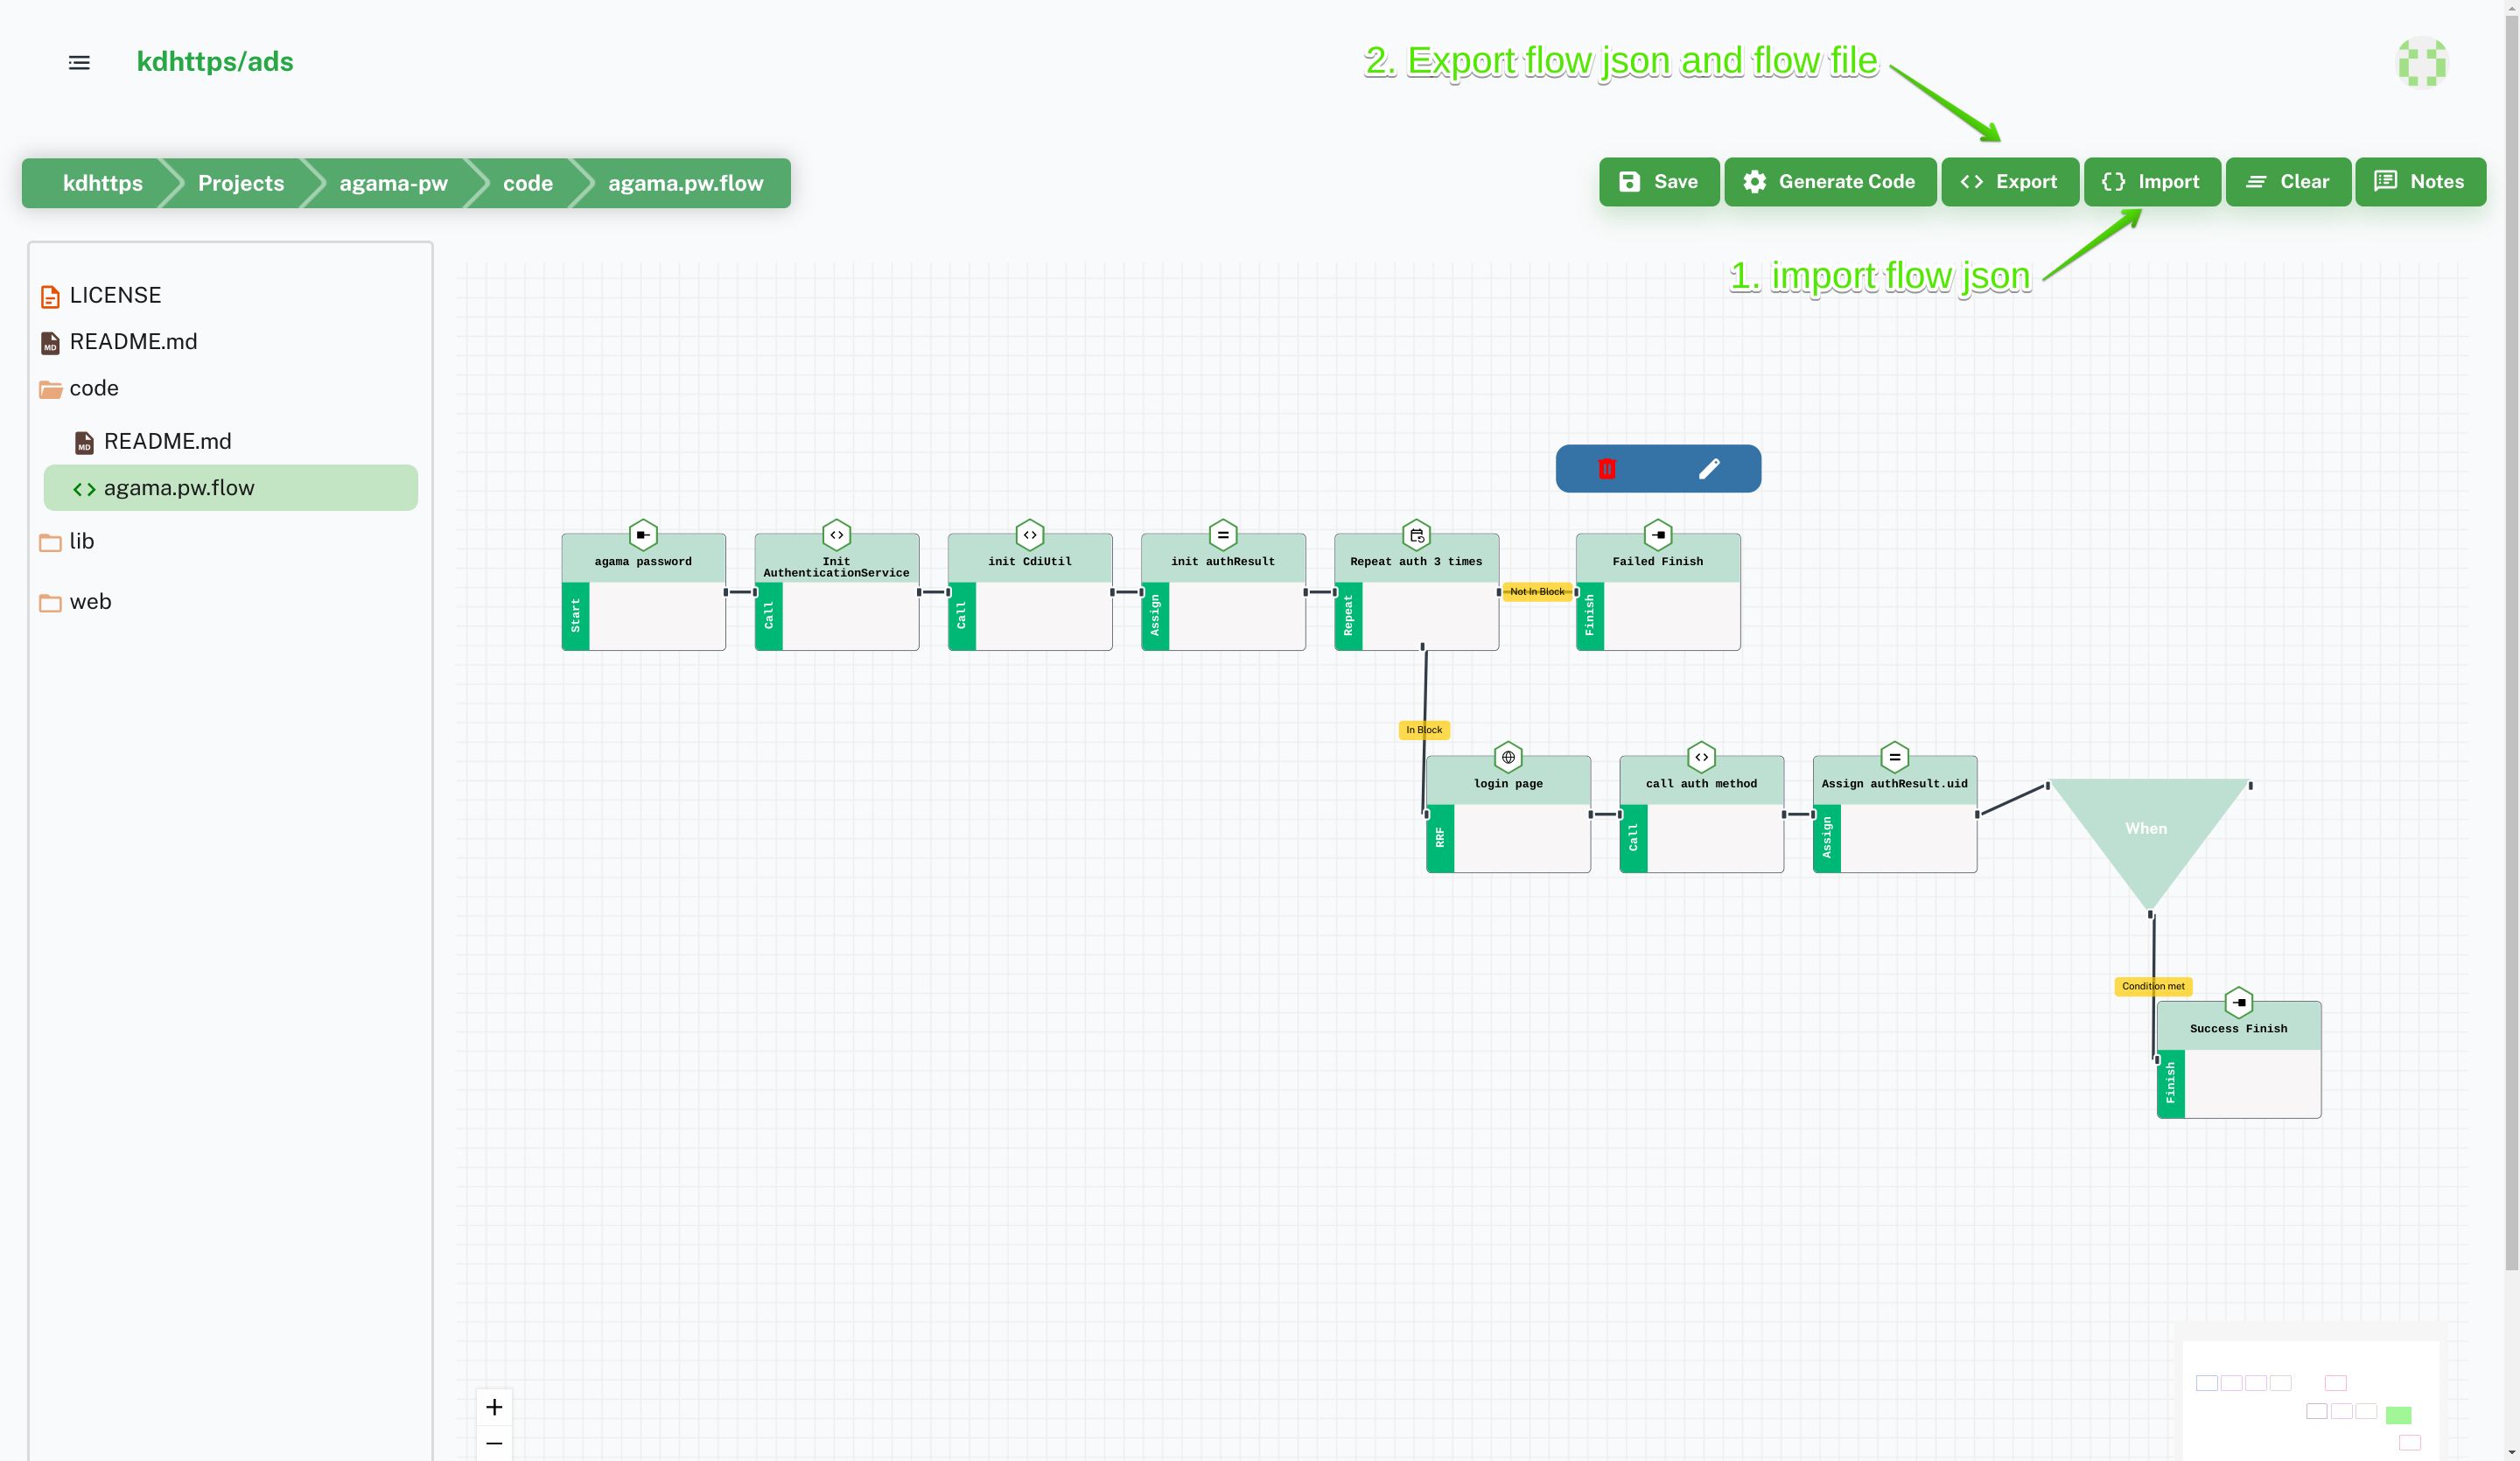 kdhttps/ads
2. Export flow json and flow file
kdhttps
Projects
agama-pw
code
agama.pw.flow
Save
Generate Code
Export
Import
Clear
Notes
1. import flow json
LICENSE
MD
README.md
code
MD
README.md
agama.pw.flow
lib
web
agama password
Start
Init
AuthenticationService
Call
init CdiUtil
Call
init authResult
Assign
Repeat auth 3 times
Repeat
Not In Block
Failed Finish
Finish
In Block
login page
RRF
call auth method
Call
Assign authResult.uid
Assign
When
Condition met
Success Finish
Finish